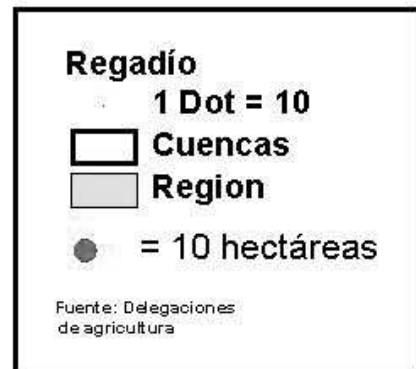 Regadío
1 Dot = 10
Cuencas
Region
= 10 hectáreas
Fuente: Delegaciones
de agricultura